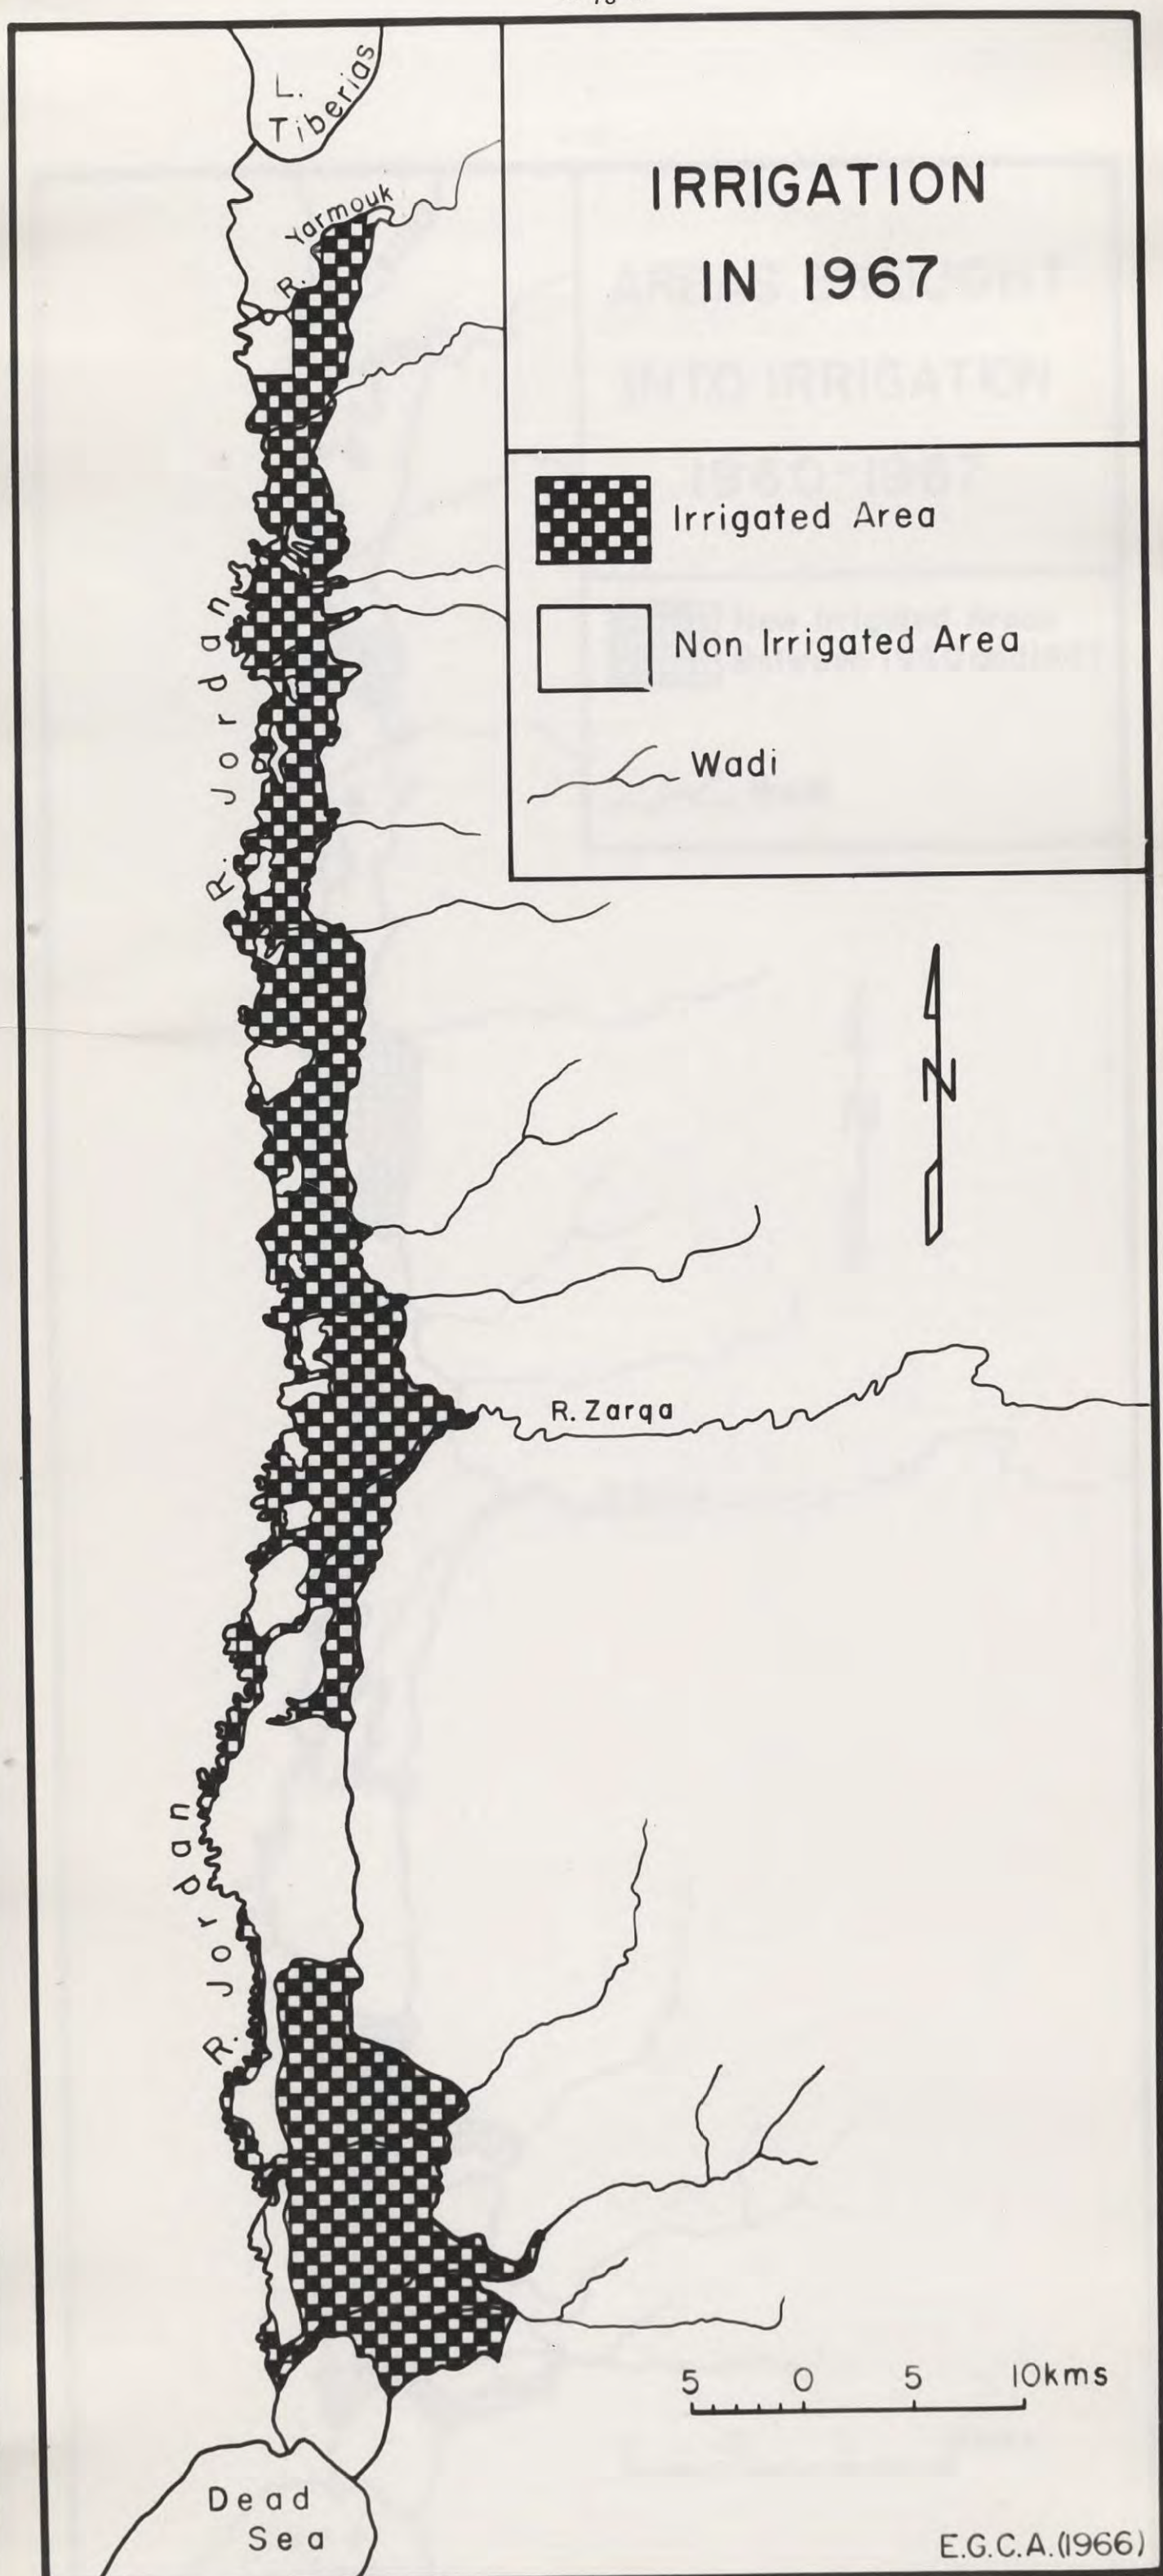 L.
Tiberias
R. Yarmouk
IRRIGATION
IN 1967
Irrigated Area
Non Irrigated Area
Wadi
R. Jordan
N
R. Zarqa
R. Jordan
5 0 5 10kms
Dead
Sea
E.G.C.A.(1966)